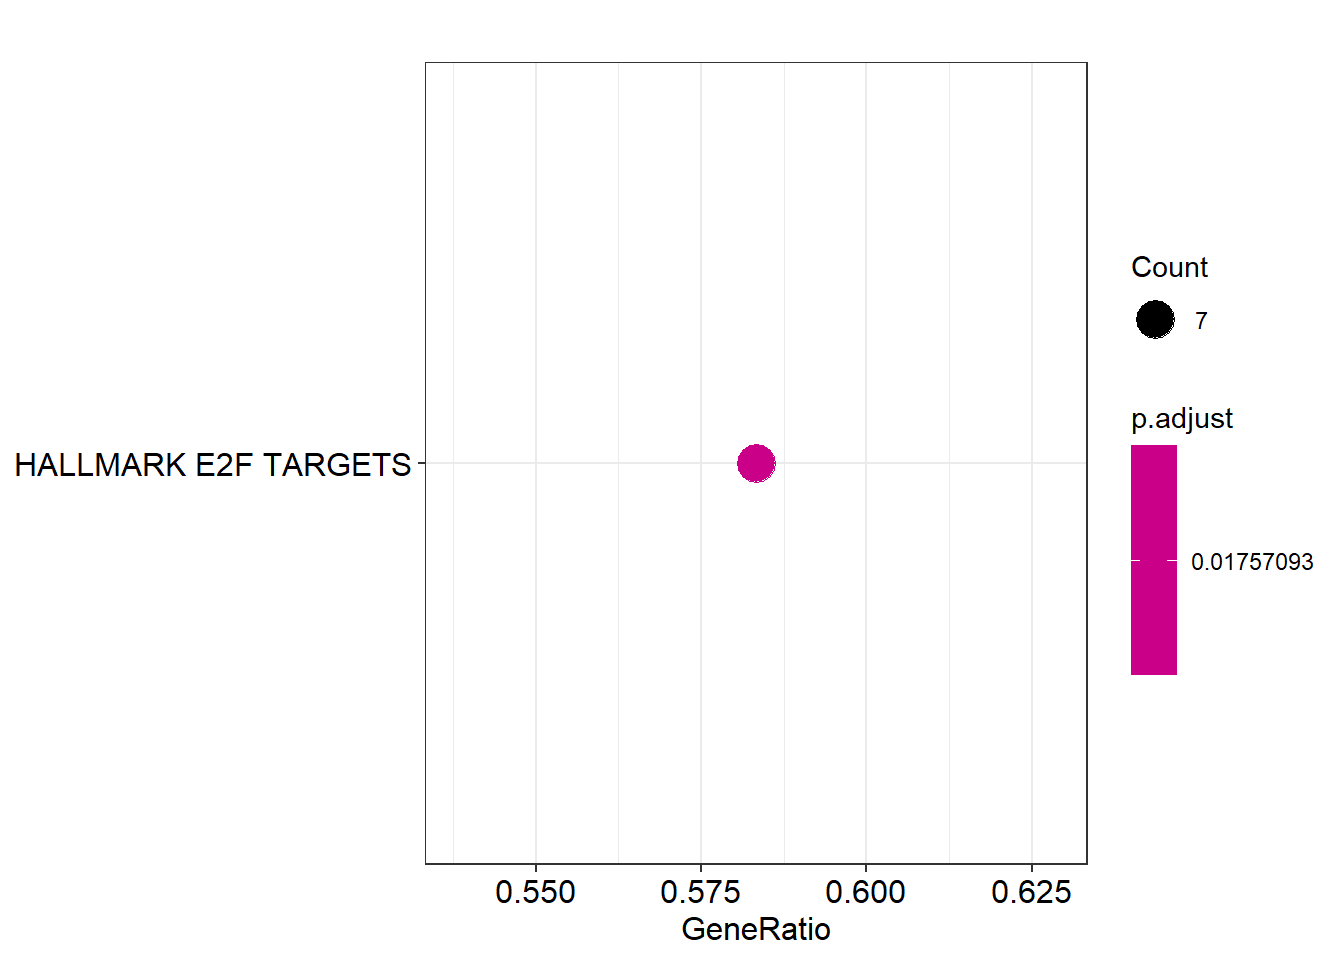 Count
7
p.adjust
HALLMARK E2F TARGETS
0.01757093
0.550 0.575 0.600 0.625
GeneRatio